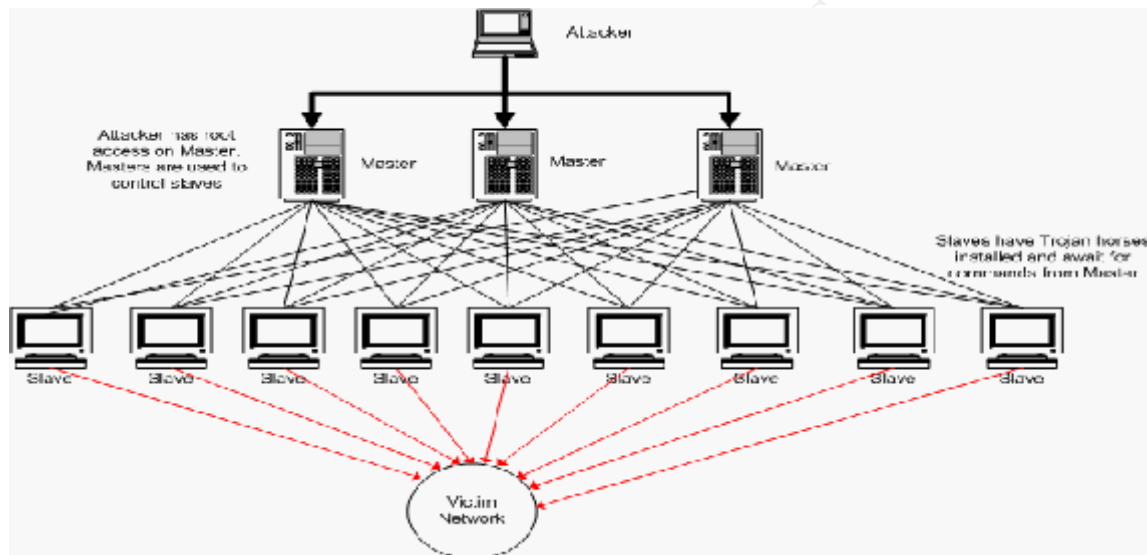 Attacker
Attacker has root
access on Master.
Masters are used to
control slaves
Master
Master
Master
Slaves have Trojan horses
installed and await for
commands from Master
Slave
Slave
Slave
Slave
Slave
Slave
Slave
Slave
Slave
Victim
Network